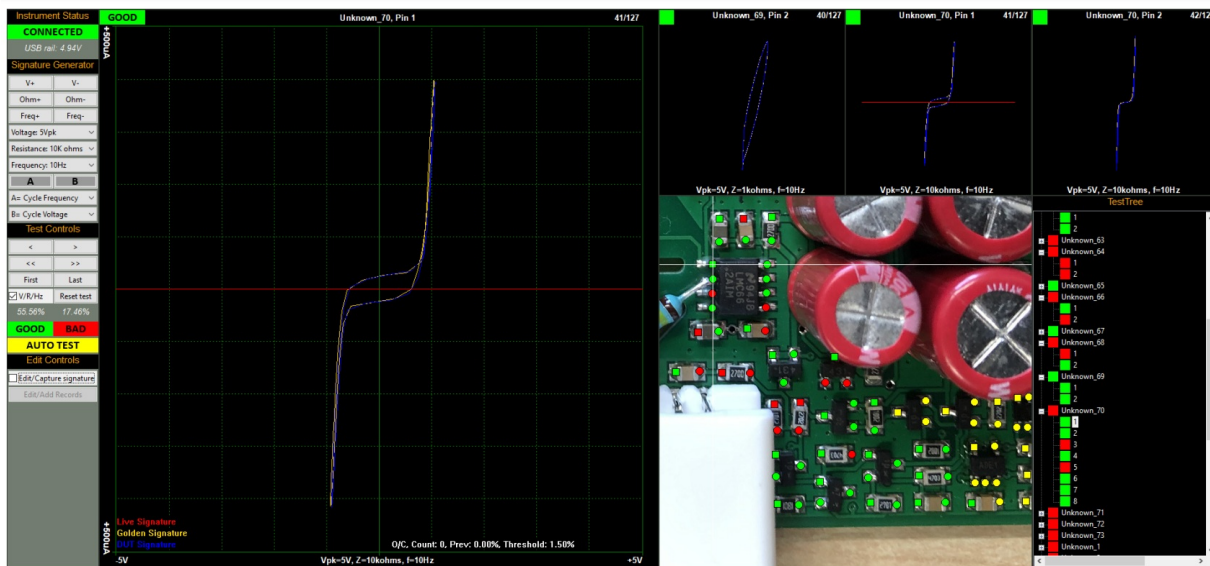 Instrument Status
CONNECTED
USB rail: 4.94V
Signature Generator
V+ V-
Ohm+ Ohm-
Freq+ Freq-
Voltage: 5Vpk
Resistance: 10K ohms
Frequency: 10Hz
A B
A= Cycle Frequency
B= Cycle Voltage
Test Controls
< >
<< >>
First Last
V/R/Hz Reset test
55.56% 17.46%
GOOD BAD
AUTO TEST
Edit Controls
Edit/Capture signature
Edit/Add Records
GOOD Unknown_70, Pin 1 41/127
+500uA
Live Signature
Golden Signature
DUT Signature
O/C, Count: 0, Prev: 0.00%, Threshold: 1.50%
+500uA
-5V Vpk=5V, Z=10kohms, f=10Hz +5V
Unknown_69, Pin 2 40/127
Vpk=5V, Z=1kohms, f=10Hz
Unknown_70, Pin 1 41/127
Vpk=5V, Z=10kohms, f=10Hz
Unknown_70, Pin 2 42/127
Vpk=5V, Z=10kohms, f=10Hz
LMC66
2AIM
TestTree
1
2
Unknown_63
Unknown_64
1
2
Unknown_65
Unknown_66
1
2
Unknown_67
Unknown_68
1
2
Unknown_69
1
2
Unknown_70
1
2
3
4
5
6
7
8
Unknown_71
Unknown_72
Unknown_73
Unknown_1